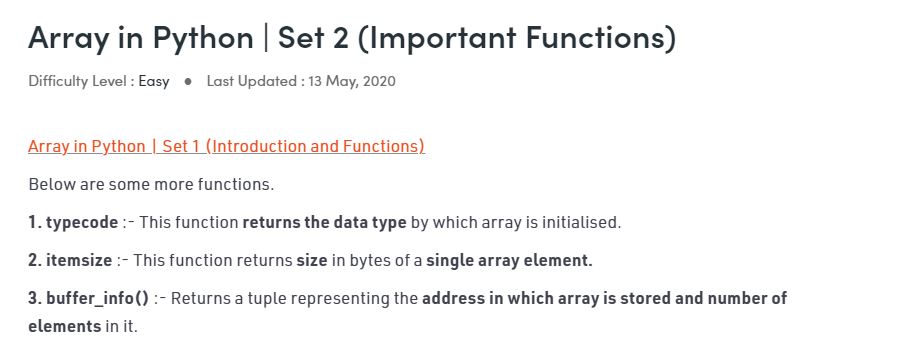 Array in Python | Set 2 (Important Functions)
Difficulty Level : Easy ● Last Updated : 13 May, 2020
Array in Python | Set 1 (Introduction and Functions)
Below are some more functions.
1. typecode :- This function returns the data type by which array is initialised.
2. itemsize :- This function returns size in bytes of a single array element.
3. buffer_info() :- Returns a tuple representing the address in which array is stored and number of
elements in it.